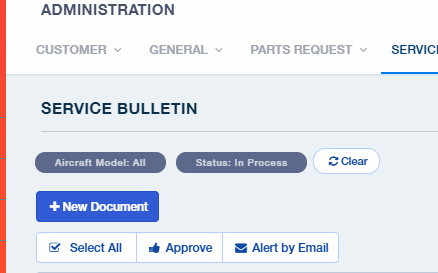 ADMINISTRATION
CUSTOMER GENERAL PARTS REQUEST SERVIC
SERVICE BULLETIN
Aircraft Model: All Status: In Process Clear
New Document
Select All Approve Alert by Email